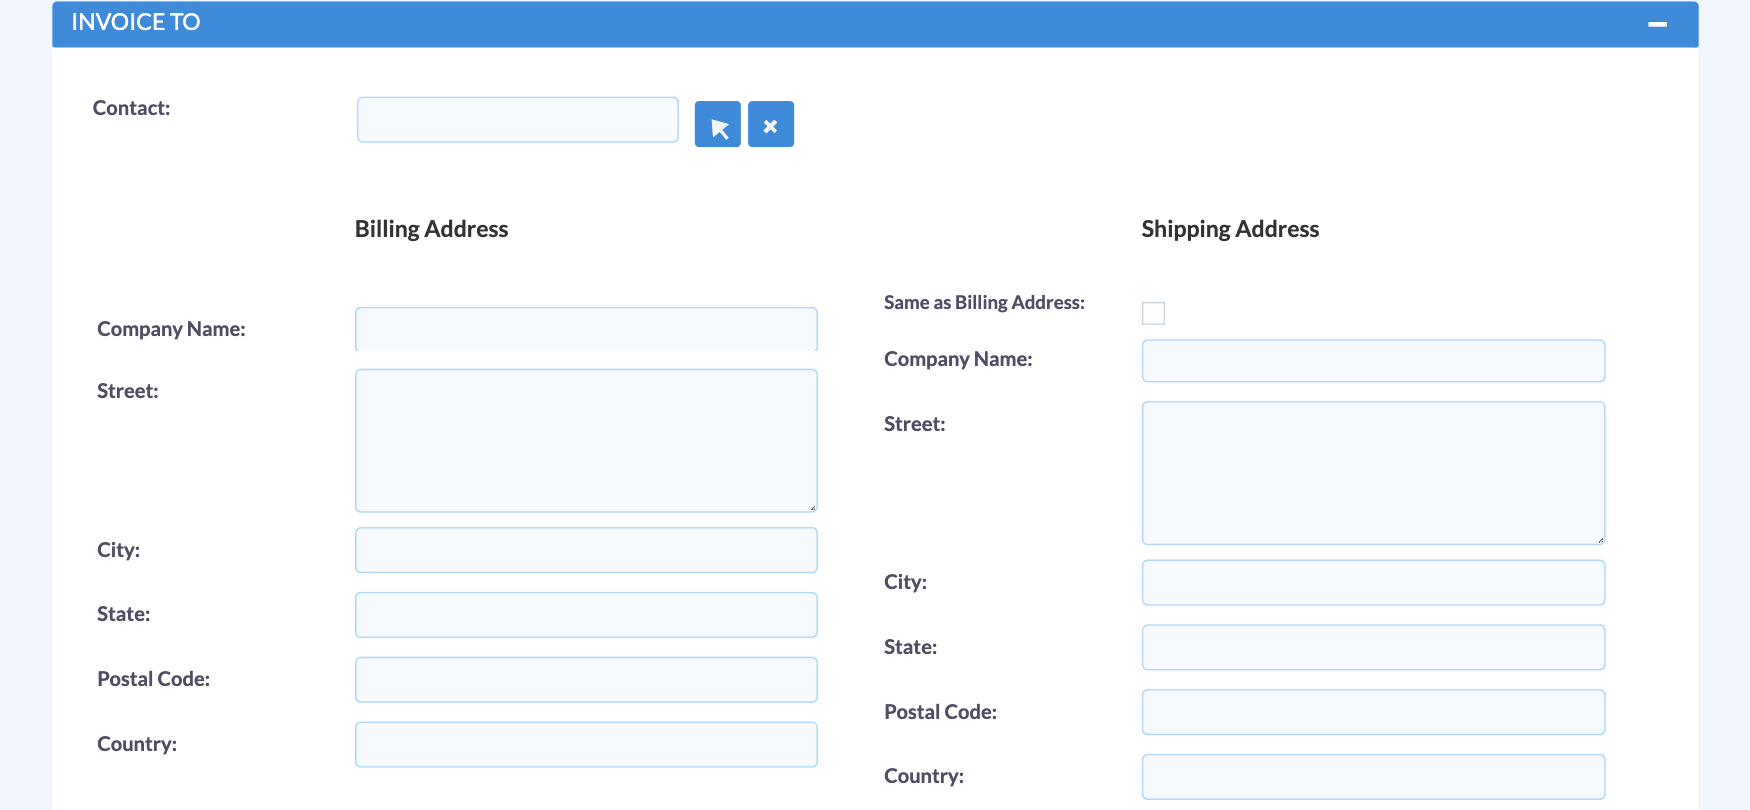 INVOICE TO
Contact:
Billing Address
Company Name:
Street:
City:
State:
Postal Code:
Country:
Shipping Address
Same as Billing Address:
Company Name:
Street:
City:
State:
Postal Code:
Country: